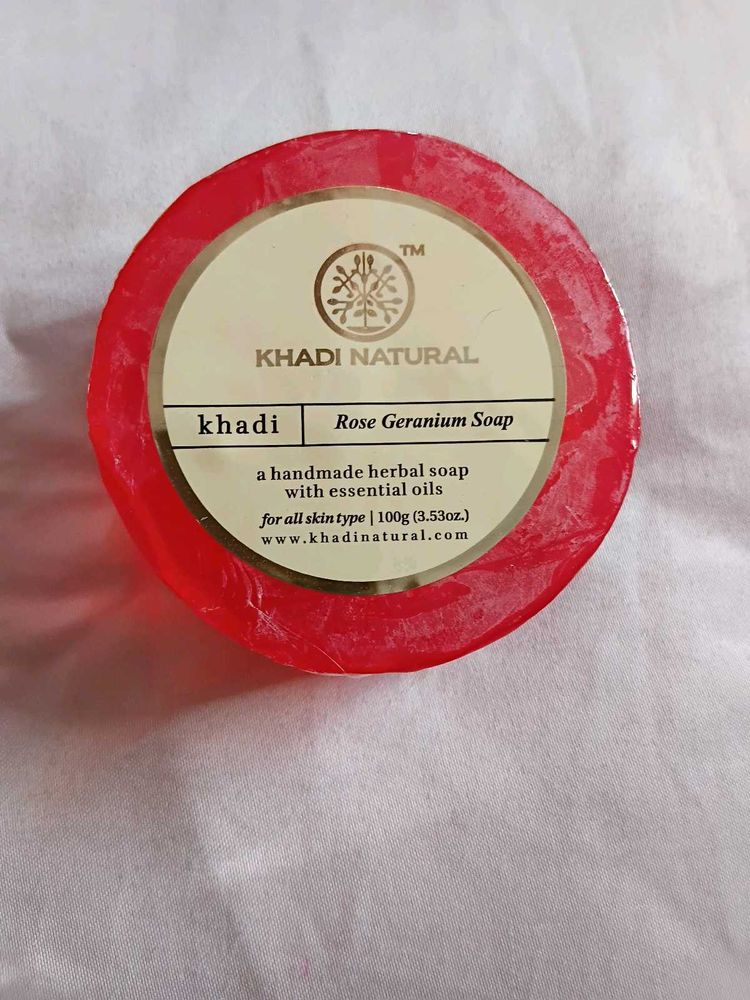 TM
KHADI NATURAL
khadi | Rose Geranium Soap
a handmade herbal soap
with essential oils
for all skin type | 100g (3.53oz.)
www.khadinatural.com